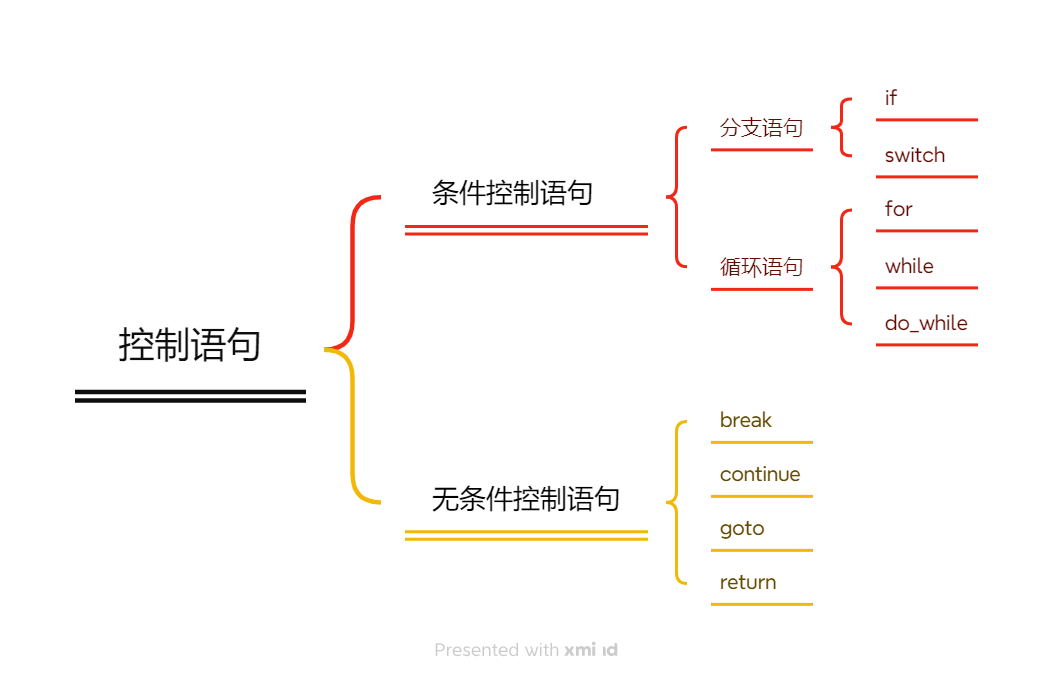 控制语句
条件控制语句
分支语句
if
switch
循环语句
for
while
do_while
无条件控制语句
break
continue
goto
return
Presented with xmind